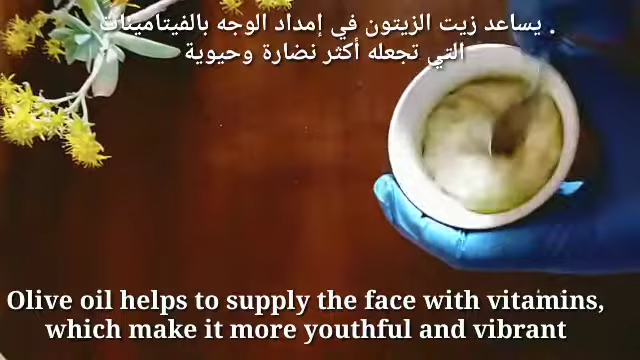 يساعد زيت الزيتون في إمداد الوجه بالفيتامينات .
التي تجعله أكثر نضارة وحيوية
Olive oil helps to supply the face with vitamins,
which make it more youthful and vibrant